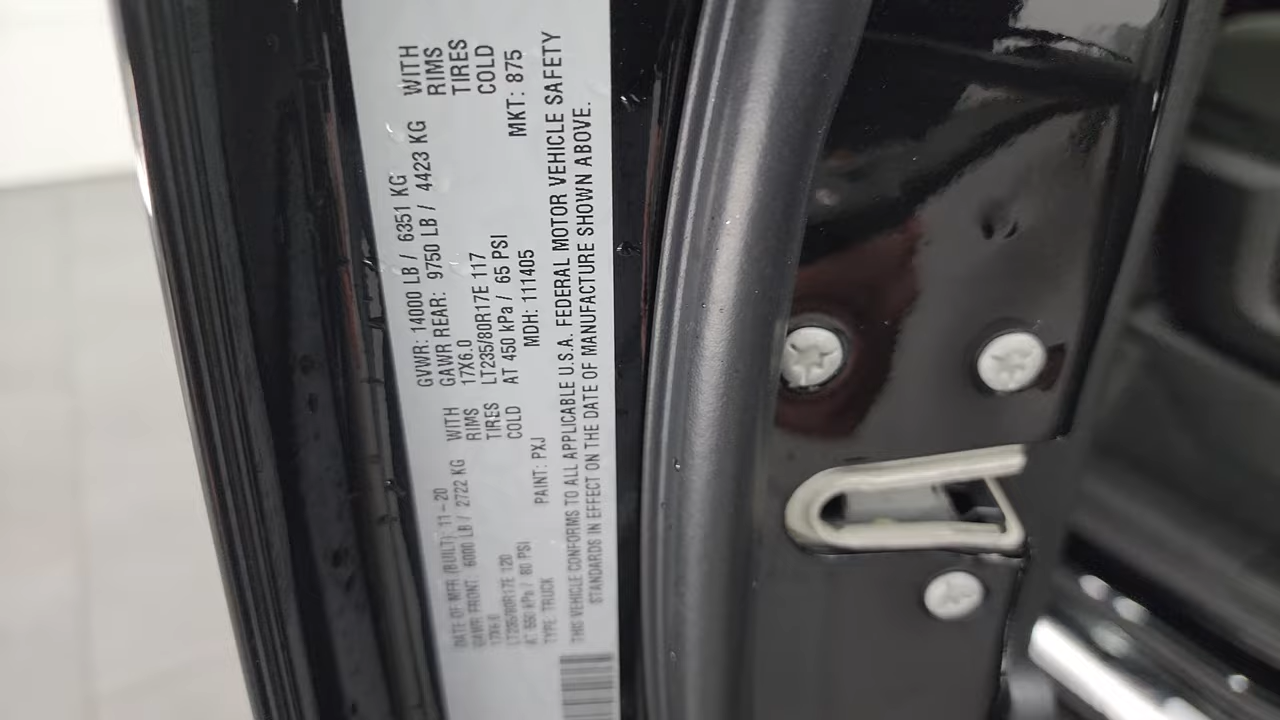 DATE OF MFR (BUILT): 11-20 GVWR: 14000 LB / 6351 KG
GAWR FRONT: 6000 LB / 2722 KG WITH GAWR REAR: 9750 LB / 4423 KG WITH
17X6.0 RIMS 17X6.0 RIMS
LT235/80R17E 120 TIRES LT235/80R17E 117 TIRES
AT 550 kPa / 80 PSI COLD AT 450 kPa / 65 PSI COLD
TYPE: TRUCK PAINT: PXJ MDH: 111405 MKT: 875
THIS VEHICLE CONFORMS TO ALL APPLICABLE U.S.A. FEDERAL MOTOR VEHICLE SAFETY
STANDARDS IN EFFECT ON THE DATE OF MANUFACTURE SHOWN ABOVE.